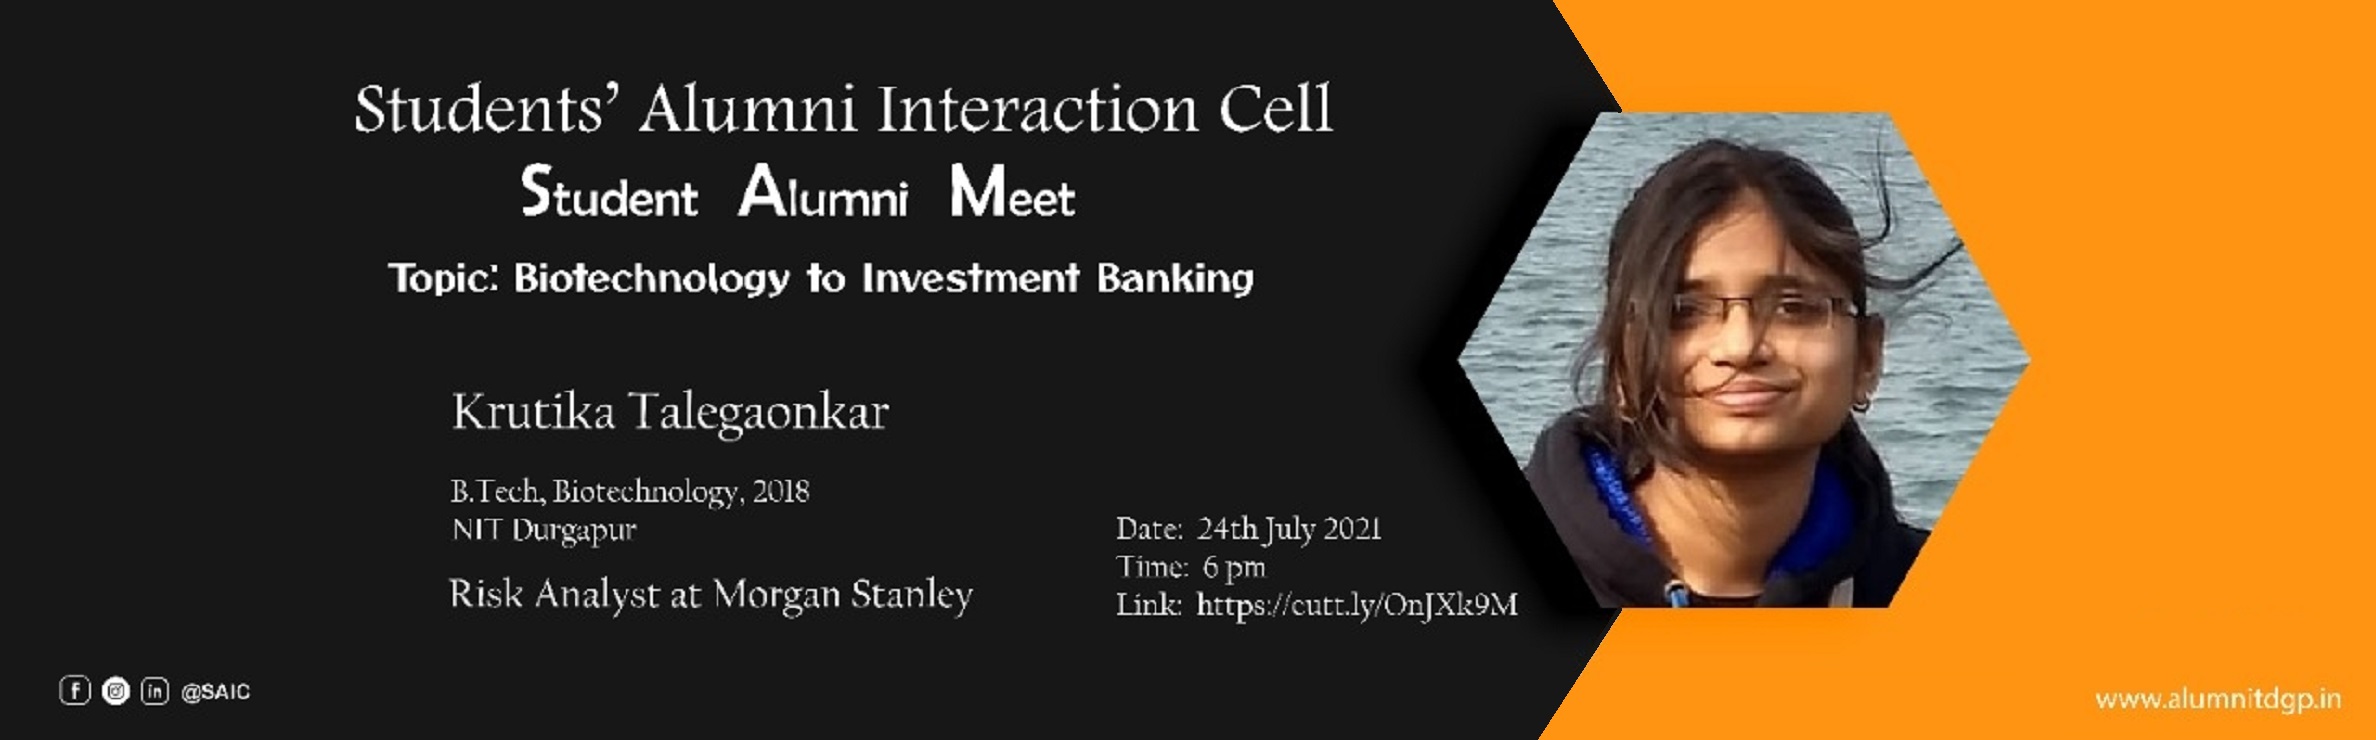 Students’ Alumni Interaction Cell
Student Alumni Meet
Topic: Biotechnology to Investment Banking
Krutika Talegaonkar
B.Tech, Biotechnology, 2018
NIT Durgapur
Risk Analyst at Morgan Stanley
Date: 24th July 2021
Time: 6 pm
Link: https://cutt.ly/OnJXk9M
@SAIC
www.alumnitdgp.in